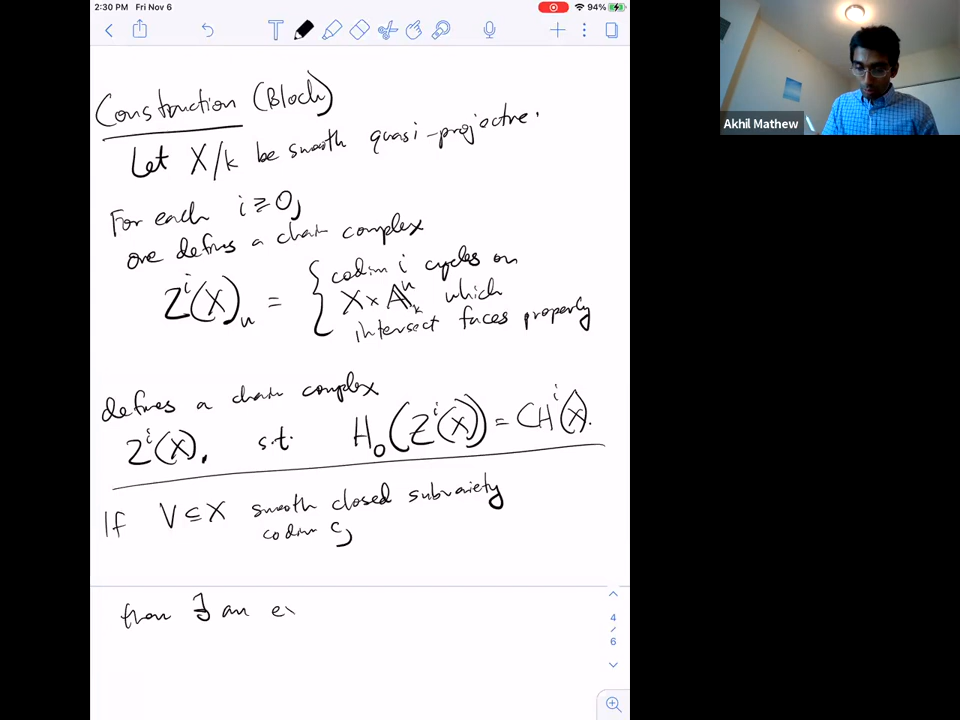 2:30 PM Fri Nov 6
94%
Akhil Mathew
Construction (Bloch)
Let X/k be smooth quasi-projective.
For each i ≥ 0,
one defines a chain complex
Z^i(X)_n = { codim i cycles on
X × A^n_k which
intersect faces properly
defines a chain complex
Z^i(X)_• s.t. H_0(Z^i(X)) = CH^i(X).
If V ⊆ X smooth closed subvariety
codim c,
then ∃ an ex
4
/
6